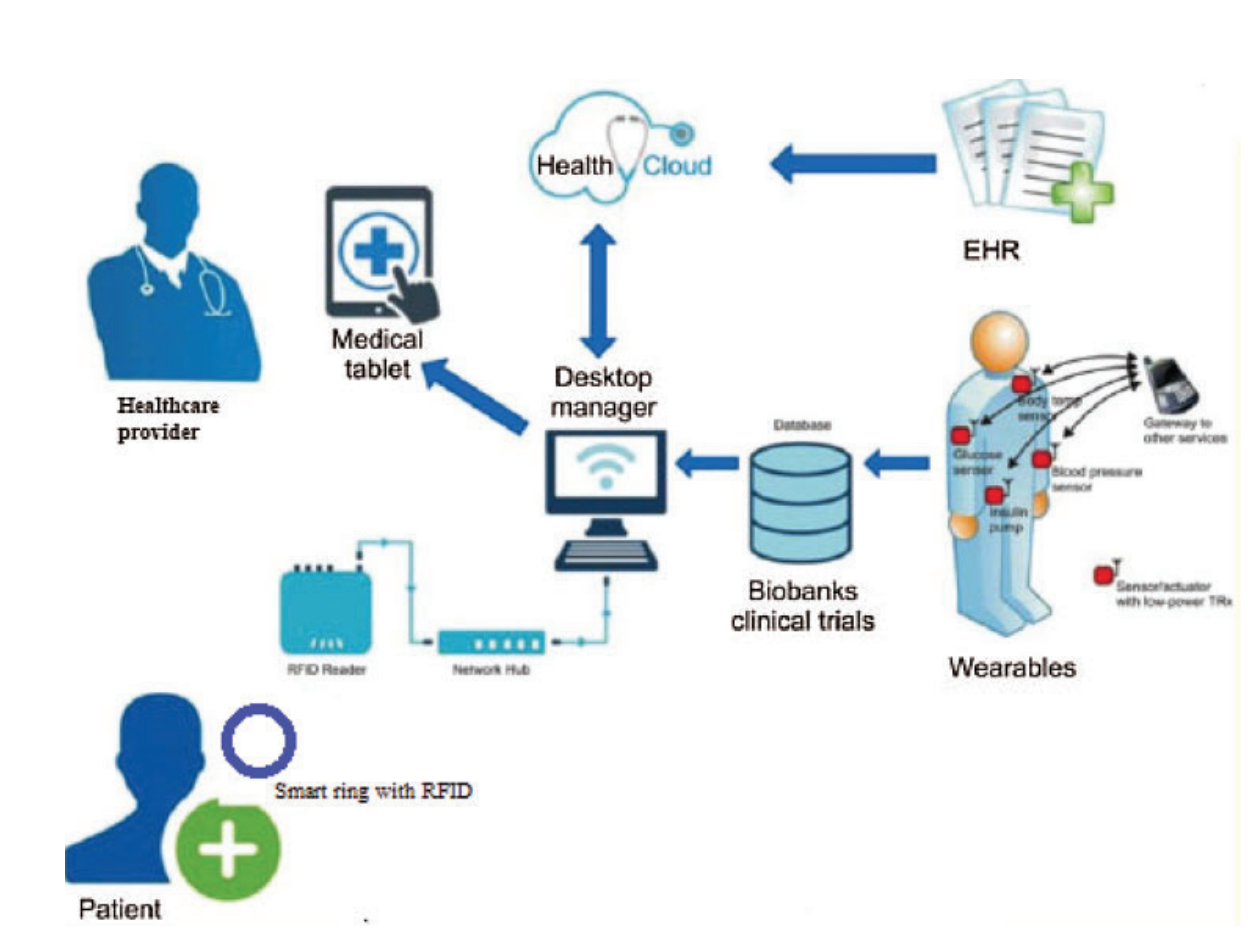 Health Cloud
EHR
Medical
tablet
Healthcare
provider
Desktop
manager
Database
Body temp
sensor
Gateway to
other services
Glucose
sensor
Blood pressure
sensor
Insulin
pump
Sensor/actuator
with low-power TRx
Biobanks
clinical trials
Wearables
RFID Reader
Network Hub
Smart ring with RFID
Patient